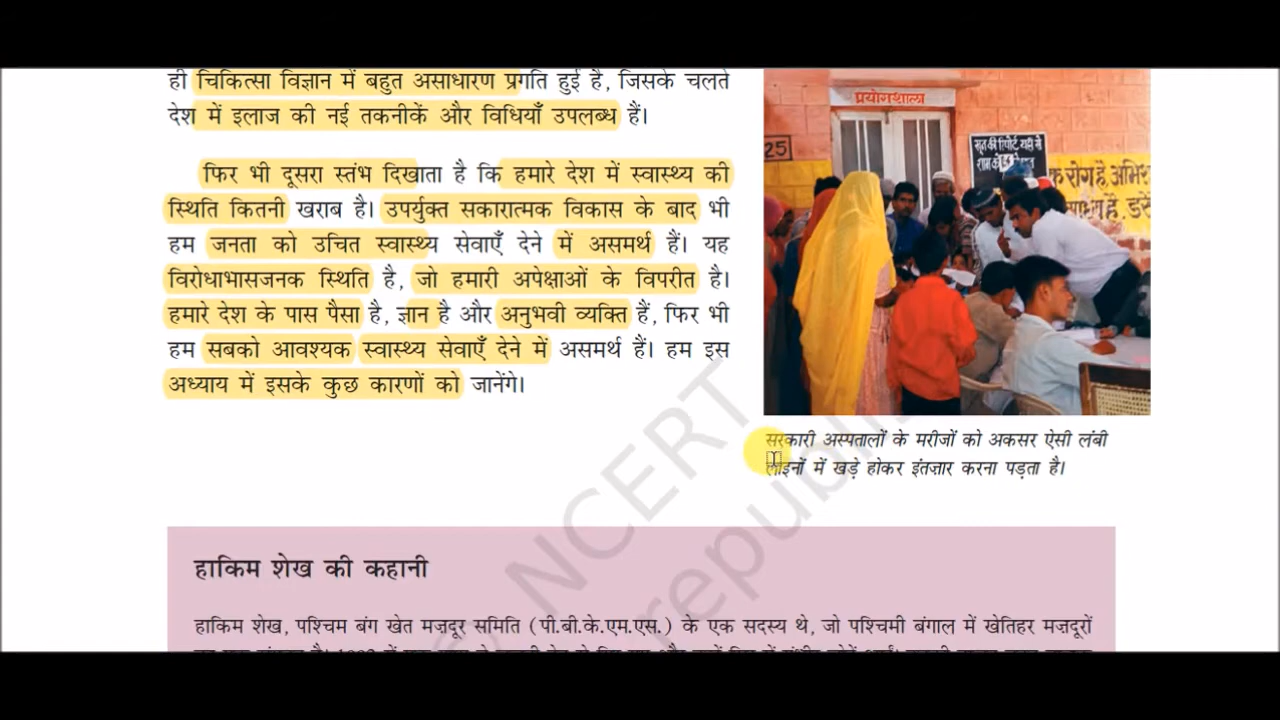 ही चिकित्सा विज्ञान में बहुत असाधारण प्रगति हुई है, जिसके चलते
देश में इलाज की नई तकनीकें और विधियाँ उपलब्ध हैं।
फिर भी दूसरा स्तंभ दिखाता है कि हमारे देश में स्वास्थ्य की
स्थिति कितनी खराब है। उपर्युक्त सकारात्मक विकास के बाद भी
हम जनता को उचित स्वास्थ्य सेवाएँ देने में असमर्थ हैं। यह
विरोधाभासजनक स्थिति है, जो हमारी अपेक्षाओं के विपरीत है।
हमारे देश के पास पैसा है, ज्ञान है और अनुभवी व्यक्ति हैं, फिर भी
हम सबको आवश्यक स्वास्थ्य सेवाएँ देने में असमर्थ हैं। हम इस
अध्याय में इसके कुछ कारणों को जानेंगे।
प्रयोगशाला
25
सरकारी अस्पतालों के मरीजों को अकसर ऐसी लंबी
लाइनों में खड़े होकर इंतज़ार करना पड़ता है।
© NCERT
republi
हाकिम शेख की कहानी
हाकिम शेख, पश्चिम बंग खेत मज़दूर समिति (पी.बी.के.एम.एस.) के एक सदस्य थे, जो पश्चिमी बंगाल में खेतिहर मज़दूरों